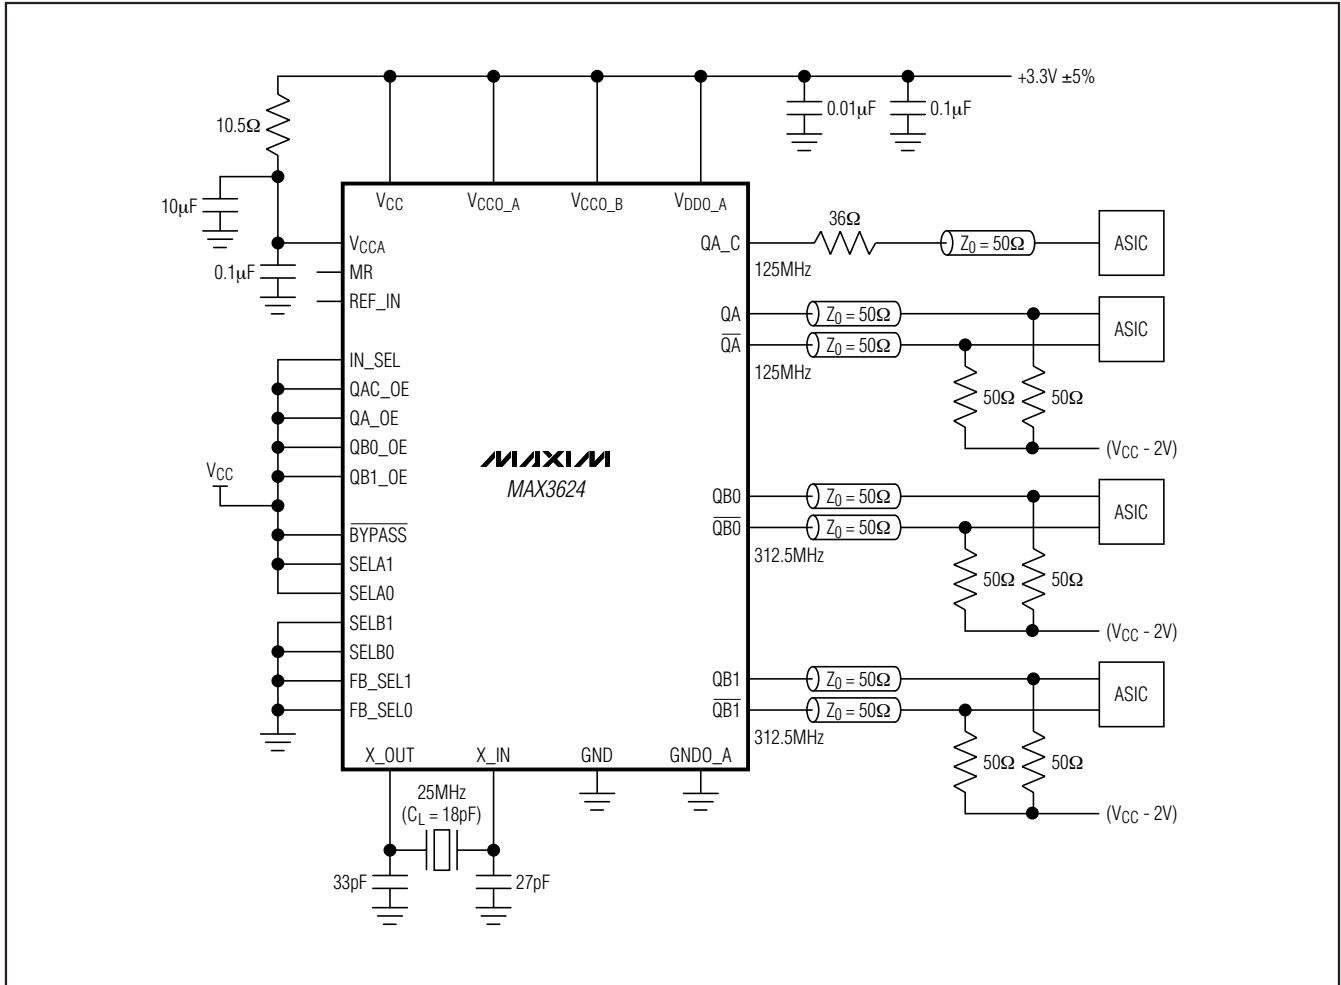 +3.3V ±5%
0.01µF
0.1µF
10.5Ω
10µF
0.1µF
VCC
VCCO_A
VCCO_B
VDDO_A
VCCA
MR
REF_IN
IN_SEL
QAC_OE
QA_OE
QB0_OE
QB1_OE
VCC
BYPASS
SELA1
SELA0
SELB1
SELB0
FB_SEL1
FB_SEL0
MAXIM
MAX3624
QA_C
125MHz
36Ω
Z0 = 50Ω
ASIC
QA
Z0 = 50Ω
QA
Z0 = 50Ω
125MHz
ASIC
50Ω
50Ω
(VCC - 2V)
QB0
Z0 = 50Ω
QB0
Z0 = 50Ω
312.5MHz
ASIC
50Ω
50Ω
(VCC - 2V)
QB1
Z0 = 50Ω
QB1
Z0 = 50Ω
312.5MHz
ASIC
50Ω
50Ω
(VCC - 2V)
X_OUT
X_IN
GND
GNDO_A
25MHz
(CL = 18pF)
33pF
27pF